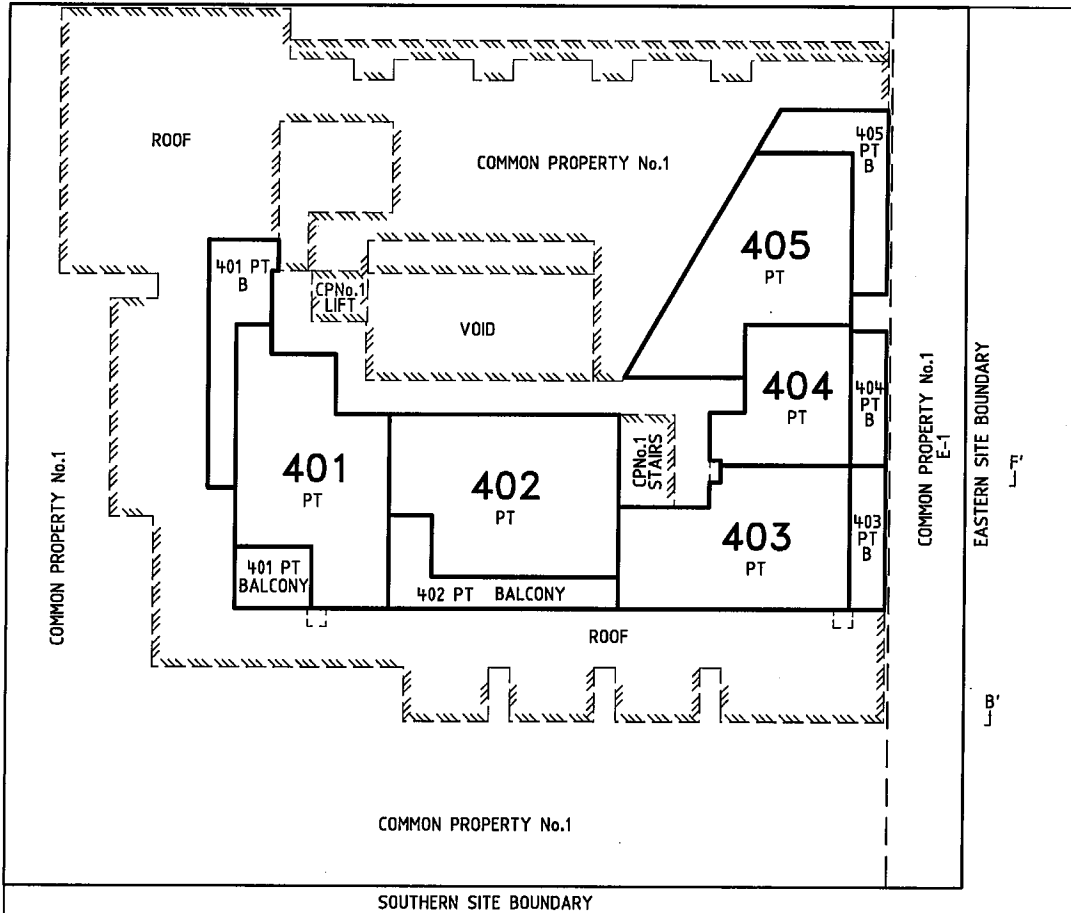 ROOF
COMMON PROPERTY No.1
405
PT
B
405
PT
401 PT
B
CPNo.1
LIFT
VOID
404
PT
404
PT
B
COMMON PROPERTY No.1
E-1
EASTERN SITE BOUNDARY
F'
401
PT
402
PT
CPNo.1
STAIRS
403
PT
403
PT
B
COMMON PROPERTY No.1
401 PT
BALCONY
402 PT BALCONY
ROOF
B'
COMMON PROPERTY No.1
SOUTHERN SITE BOUNDARY